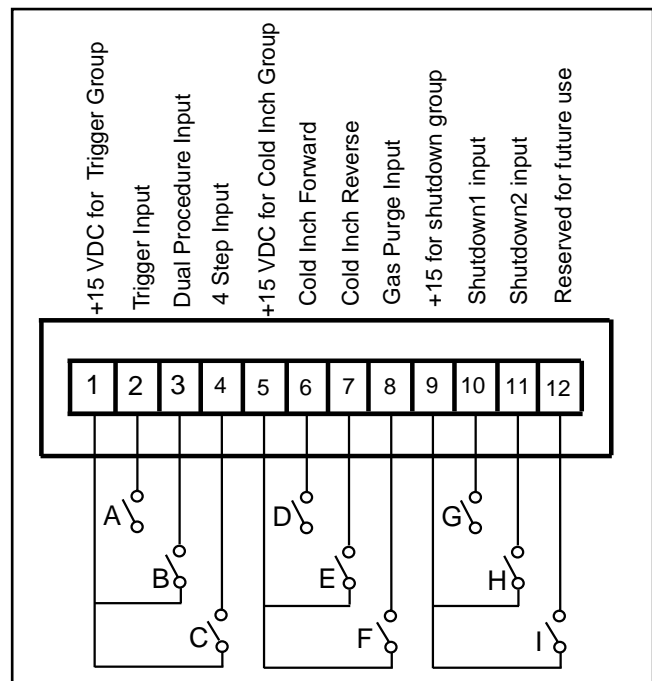 +15 VDC for Trigger Group
Trigger Input
Dual Procedure Input
4 Step Input
+15 VDC for Cold Inch Group
Cold Inch Forward
Cold Inch Reverse
Gas Purge Input
+15 for shutdown group
Shutdown1 input
Shutdown2 input
Reserved for future use
1 2 3 4 5 6 7 8 9 10 11 12
A D G
B E H
C F I